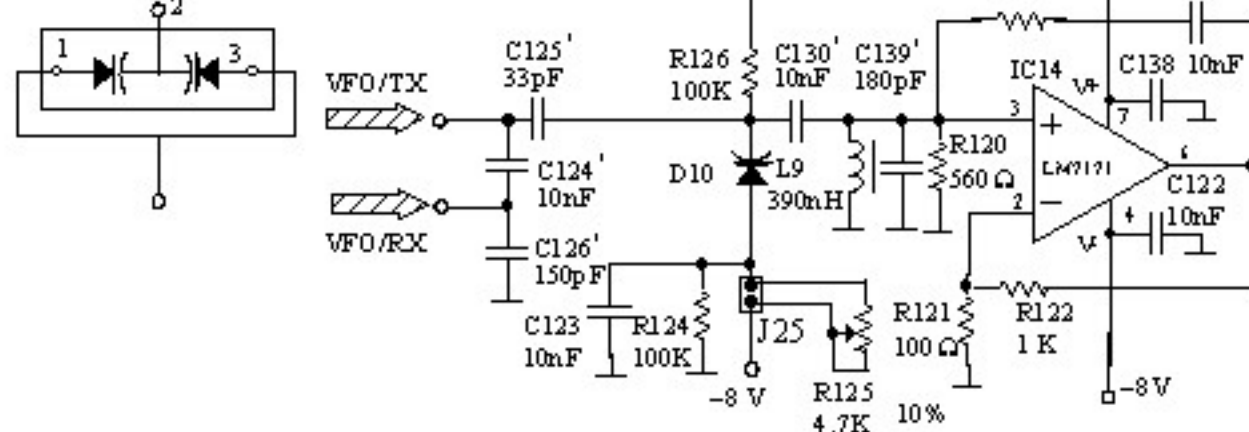 2
1
3
VFO/TX
VFO/RX
C125'
33pF
C124'
10nF
C126'
150pF
C123
10nF
R124
100K
R126
100K
D10
C130'
10nF
L9
390nH
C139'
180pF
R120
560 Ω
J25
-8 V
R125
4.7K
10%
IC14
3
+
LM7171
2
−
V+
7
6
V-
4
C138
10nF
C122
10nF
R121
100 Ω
R122
1 K
-8 V